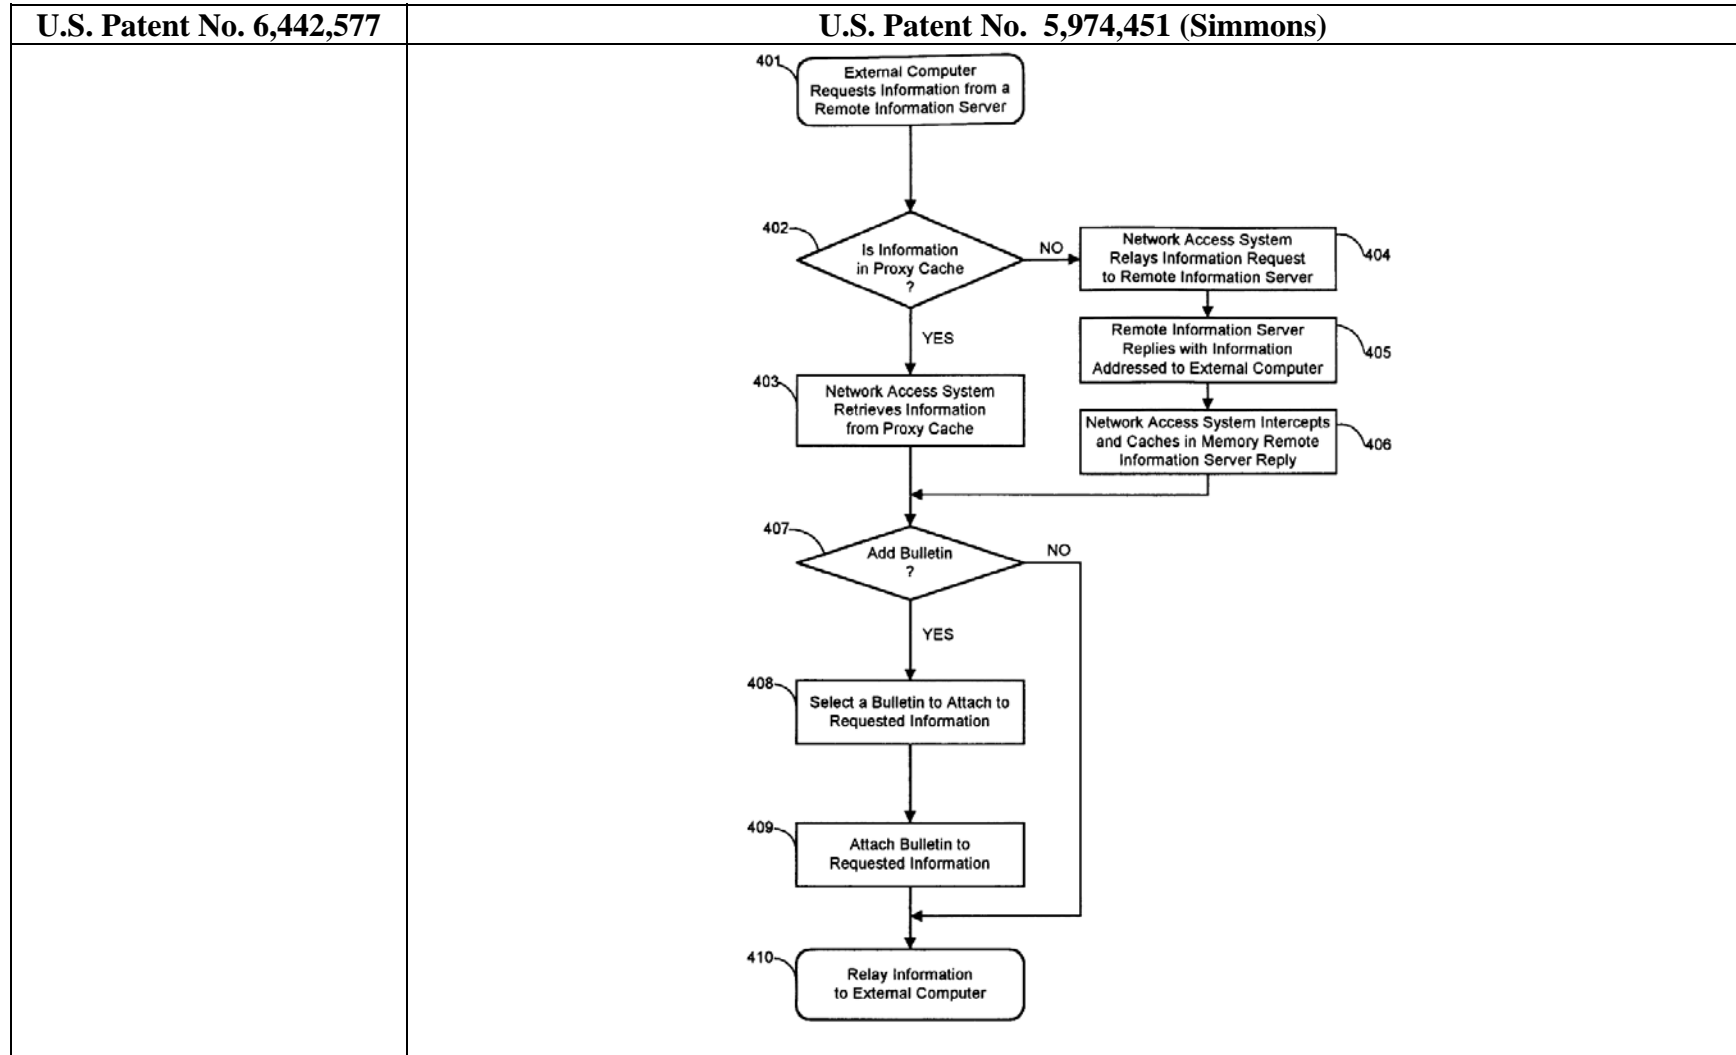 U.S. Patent No. 6,442,577
U.S. Patent No. 5,974,451 (Simmons)
401
External Computer
Requests Information from a
Remote Information Server
402
Is Information
in Proxy Cache
?
NO
Network Access System
Relays Information Request
to Remote Information Server
404
YES
Remote Information Server
Replies with Information
Addressed to External Computer
405
403
Network Access System
Retrieves Information
from Proxy Cache
Network Access System Intercepts
and Caches in Memory Remote
Information Server Reply
406
407
Add Bulletin
?
NO
YES
408
Select a Bulletin to Attach to
Requested Information
409
Attach Bulletin to
Requested Information
410
Relay Information
to External Computer